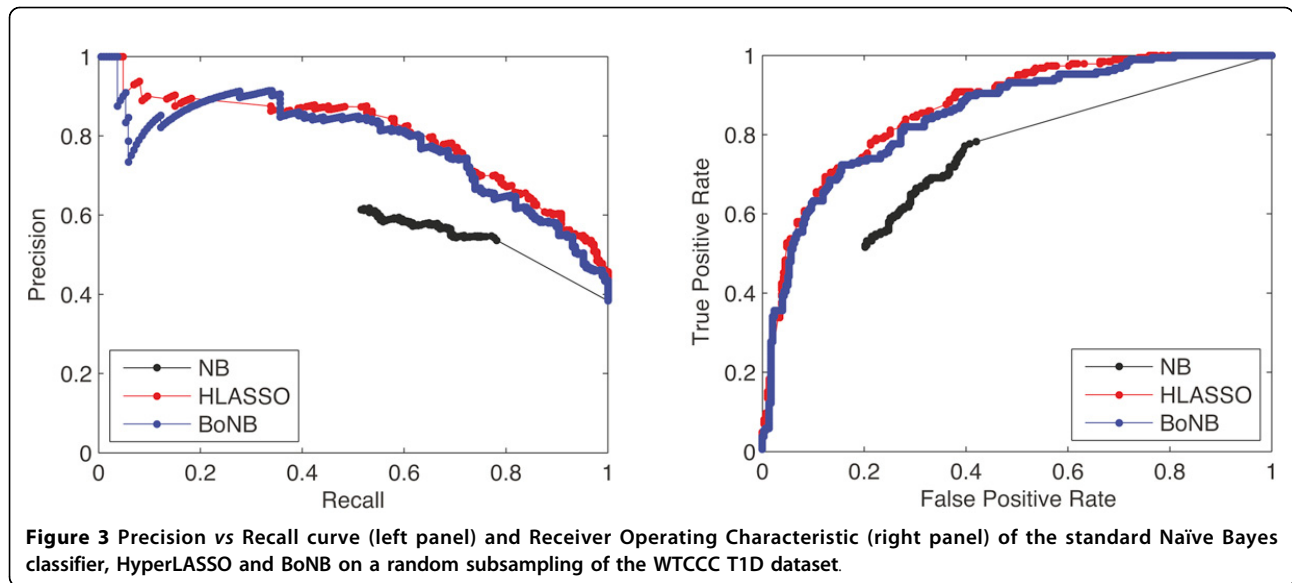 1
0.8
0.6
0.4
0.2
0
0
0.2
0.4
0.6
0.8
1
Precision
Recall
NB
HLASSO
BoNB
1
0.8
0.6
0.4
0.2
0
0
0.2
0.4
0.6
0.8
1
True Positive Rate
False Positive Rate
NB
HLASSO
BoNB
Figure 3 Precision vs Recall curve (left panel) and Receiver Operating Characteristic (right panel) of the standard Naïve Bayes
classifier, HyperLASSO and BoNB on a random subsampling of the WTCCC T1D dataset.